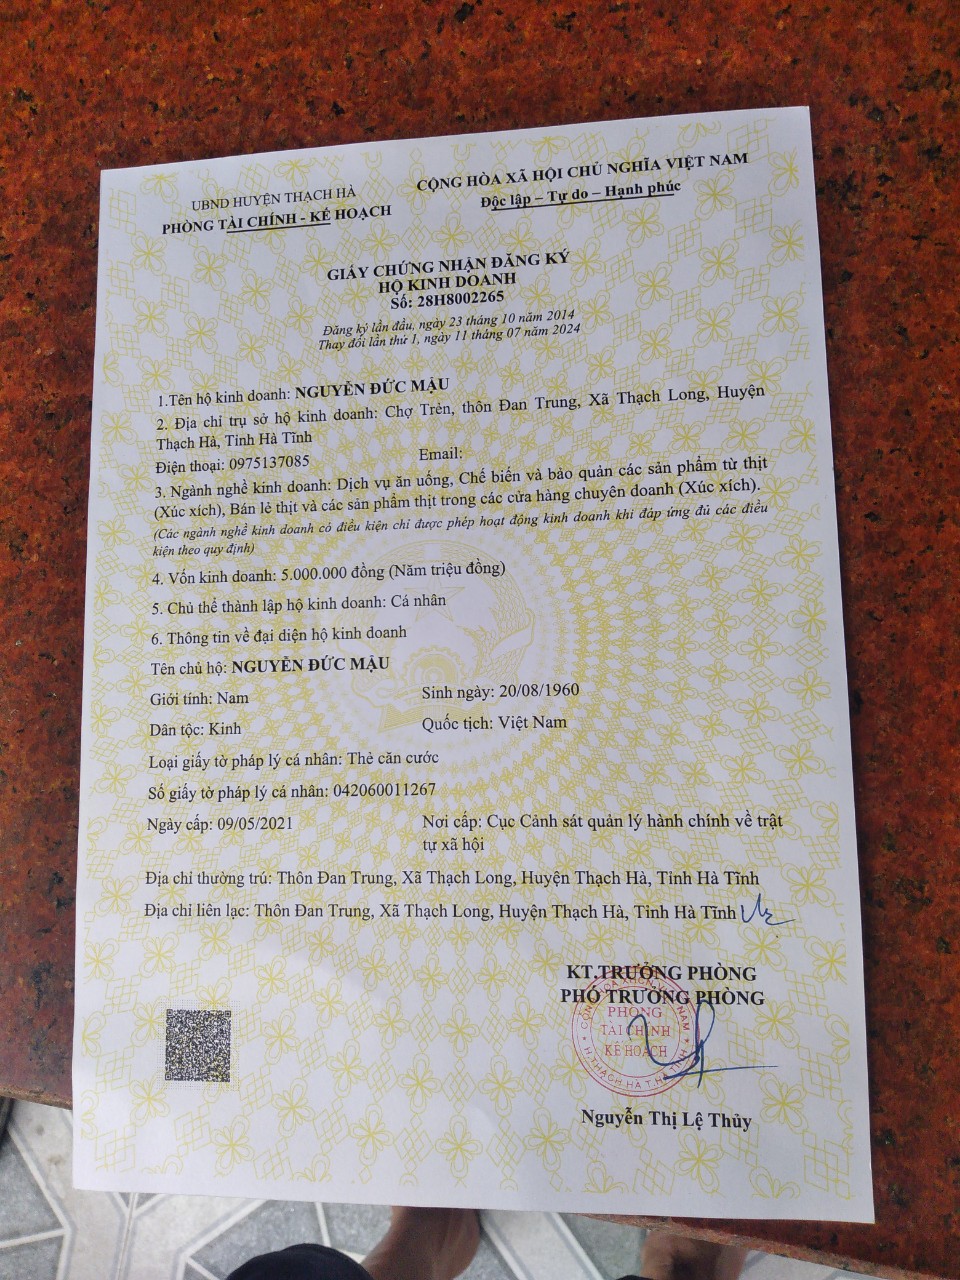 UBND HUYỆN THẠCH HÀ
PHÒNG TÀI CHÍNH - KẾ HOẠCH
CỘNG HÒA XÃ HỘI CHỦ NGHĨA VIỆT NAM
Độc lập – Tự do – Hạnh phúc
GIẤY CHỨNG NHẬN ĐĂNG KÝ
HỘ KINH DOANH
Số: 28H8002265
Đăng ký lần đầu, ngày 23 tháng 10 năm 2014
Thay đổi lần thứ 1, ngày 11 tháng 07 năm 2024
1.Tên hộ kinh doanh: NGUYỄN ĐỨC MẬU
2. Địa chỉ trụ sở hộ kinh doanh: Chợ Trẻn, thôn Đan Trung, Xã Thạch Long, Huyện
Thạch Hà, Tỉnh Hà Tĩnh
Điện thoại: 0975137085 Email:
3. Ngành nghề kinh doanh: Dịch vụ ăn uống, Chế biến và bảo quản các sản phẩm từ thịt
(Xúc xích), Bán lẻ thịt và các sản phẩm thịt trong các cửa hàng chuyên doanh (Xúc xích).
(Các ngành nghề kinh doanh có điều kiện chỉ được phép hoạt động kinh doanh khi đáp ứng đủ các điều
kiện theo quy định)
4. Vốn kinh doanh: 5.000.000 đồng (Năm triệu đồng)
5. Chủ thể thành lập hộ kinh doanh: Cá nhân
6. Thông tin về đại diện hộ kinh doanh
Tên chủ hộ: NGUYỄN ĐỨC MẬU
Giới tính: Nam Sinh ngày: 20/08/1960
Dân tộc: Kinh Quốc tịch: Việt Nam
Loại giấy tờ pháp lý cá nhân: Thẻ căn cước
Số giấy tờ pháp lý cá nhân: 042060011267
Ngày cấp: 09/05/2021 Nơi cấp: Cục Cảnh sát quản lý hành chính về trật
tự xã hội
Địa chỉ thường trú: Thôn Đan Trung, Xã Thạch Long, Huyện Thạch Hà, Tỉnh Hà Tĩnh
Địa chỉ liên lạc: Thôn Đan Trung, Xã Thạch Long, Huyện Thạch Hà, Tỉnh Hà Tĩnh
KT.TRƯỞNG PHÒNG
PHÓ TRƯỞNG PHÒNG
PHÒNG
TÀI CHÍNH
KẾ HOẠCH
H.THẠCH HÀ T.HÀ TĨNH
Nguyễn Thị Lệ Thủy